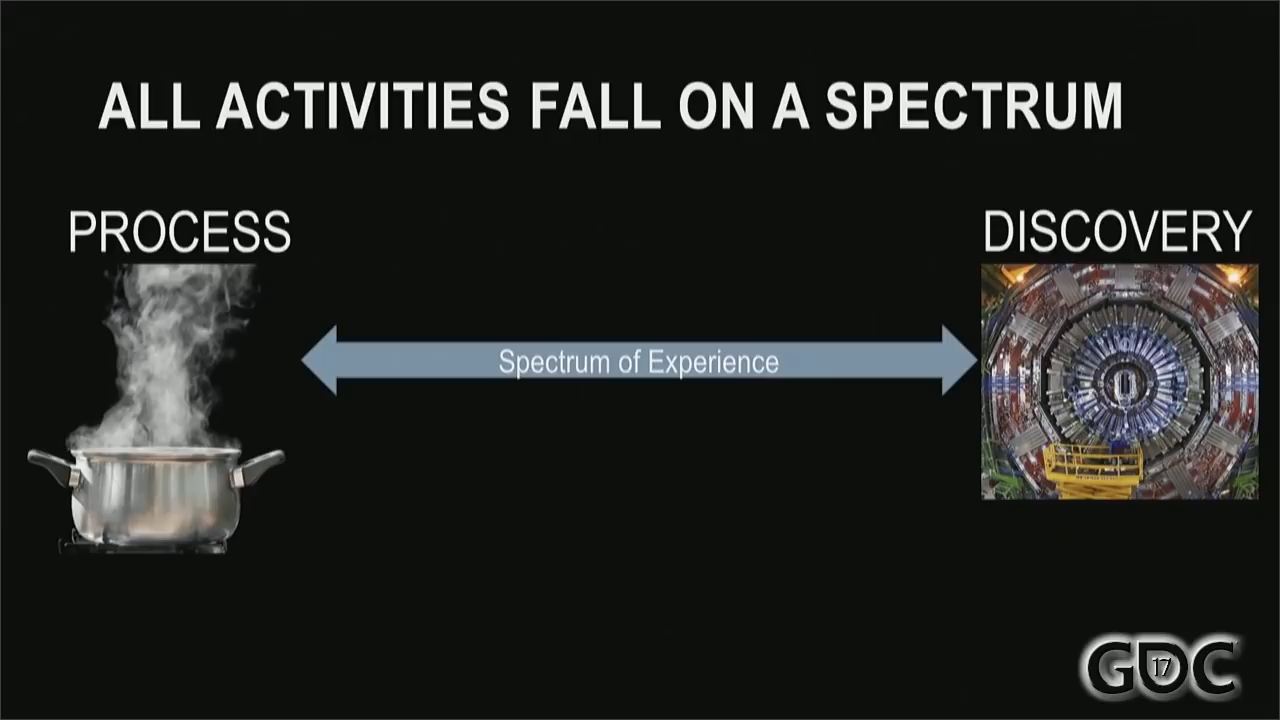 ALL ACTIVITIES FALL ON A SPECTRUM
PROCESS
DISCOVERY
Spectrum of Experience
GDC
17